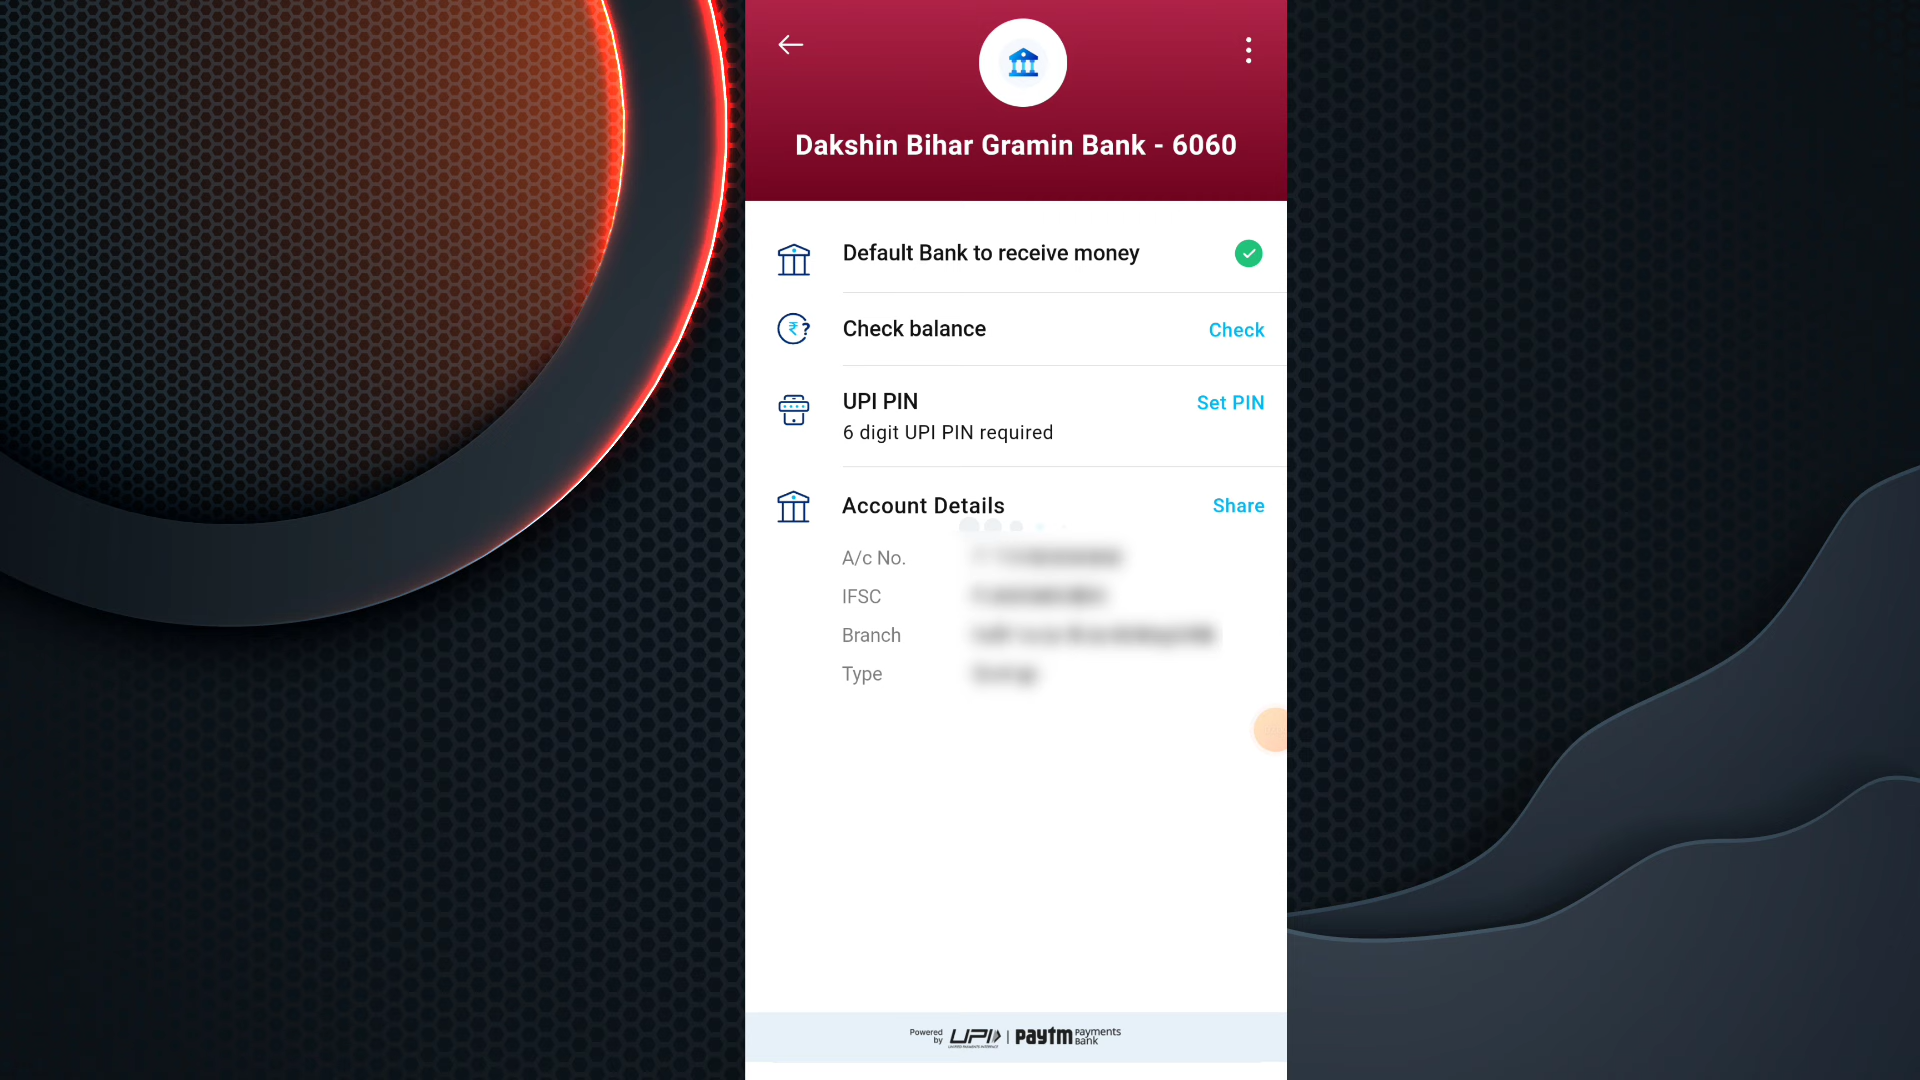 Dakshin Bihar Gramin Bank - 6060
Default Bank to receive money
Check balance
Check
UPI PIN
Set PIN
6 digit UPI PIN required
Account Details
Share
A/c No.
IFSC
Branch
Type
Powered by UPI | paytm Payments Bank